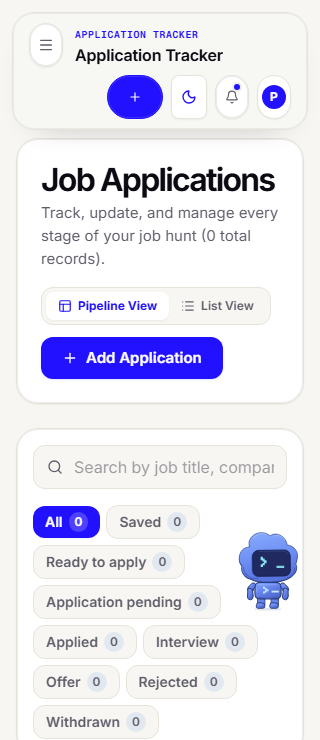 APPLICATION TRACKER
Application Tracker
+
P
Job Applications
Track, update, and manage every
stage of your job hunt (0 total
records).
Pipeline View
List View
+ Add Application
Search by job title, compar
All 0
Saved 0
Ready to apply 0
Application pending 0
Applied 0
Interview 0
Offer 0
Rejected 0
Withdrawn 0